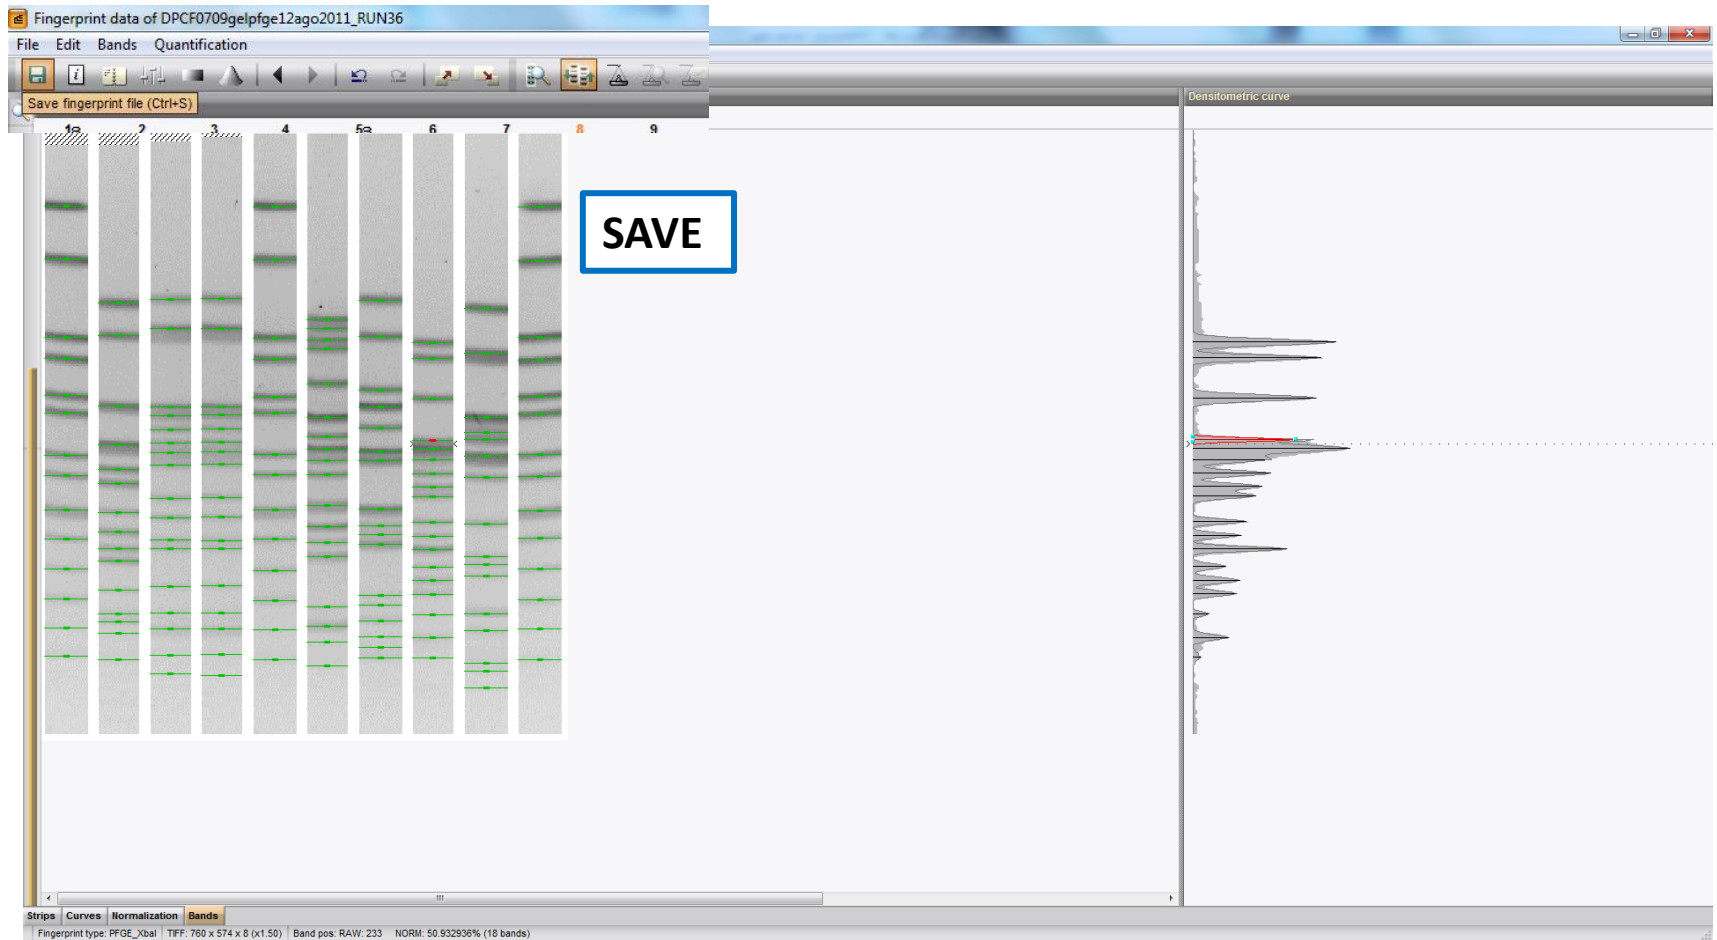 Fingerprint data of DPCF0709gelpfge12ago2011_RUN36
File Edit Bands Quantification
Save fingerprint file (Ctrl+S)
Densitometric curve
1 2 3 4 5 6 7 8 9
SAVE
Strips Curves Normalization Bands
Fingerprint type: PFGE_XbaI TIFF: 760 x 574 x 8 (x1.50) Band pos: RAW: 233 NORM: 50.932936% (18 bands)